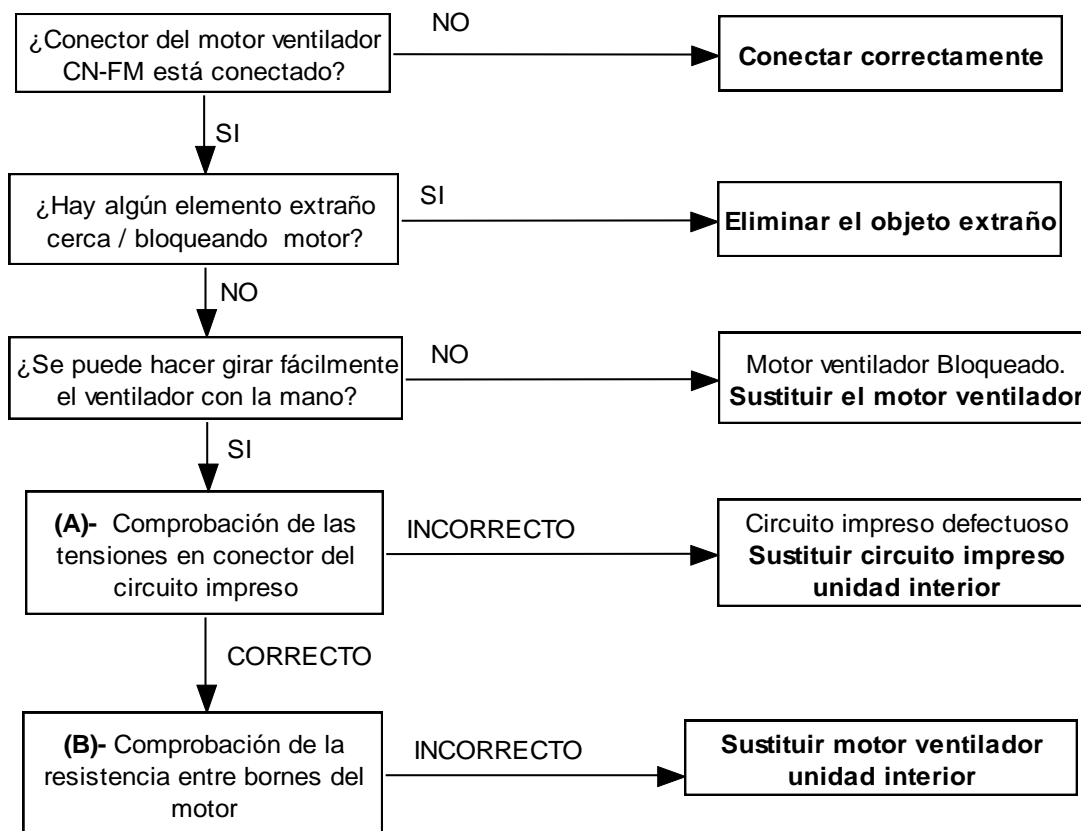 ¿Conector del motor ventilador
CN-FM está conectado?
NO
Conectar correctamente
SI
¿Hay algún elemento extraño
cerca / bloqueando motor?
SI
Eliminar el objeto extraño
NO
¿Se puede hacer girar fácilmente
el ventilador con la mano?
NO
Motor ventilador Bloqueado.
Sustituir el motor ventilador
SI
(A)- Comprobación de las
tensiones en conector del
circuito impreso
INCORRECTO
Circuito impreso defectuoso
Sustituir circuito impreso
unidad interior
CORRECTO
(B)- Comprobación de la
resistencia entre bornes del
motor
INCORRECTO
Sustituir motor ventilador
unidad interior